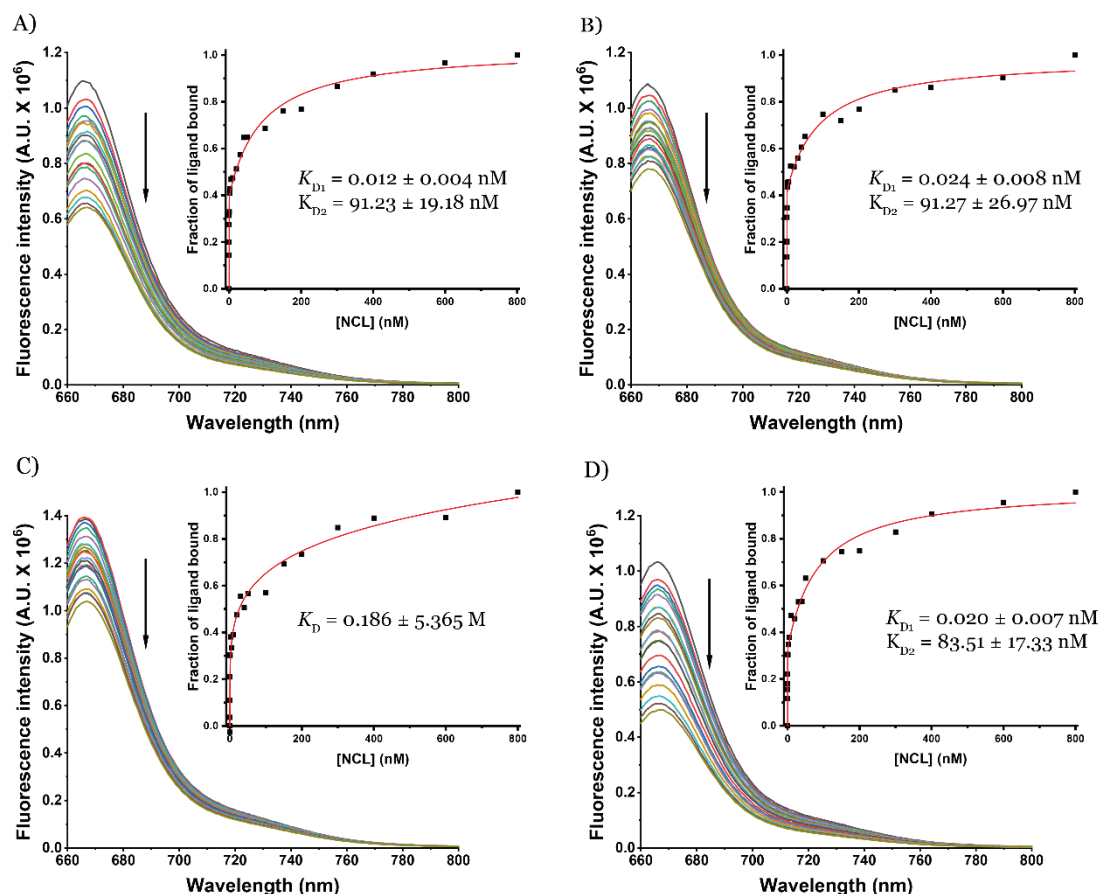 A)
Fluorescence intensity (A.U. X 10⁶)
1.2
1.0
0.8
0.6
0.4
0.2
0.0
660 680 700 720 740 760 780 800
Wavelength (nm)
Fraction of ligand bound
1.0
0.8
0.6
0.4
0.2
0.0
0 200 400 600 800
[NCL] (nM)
K_D1 = 0.012 ± 0.004 nM
K_D2 = 91.23 ± 19.18 nM
B)
Fluorescence intensity (A.U. X 10⁶)
1.2
1.0
0.8
0.6
0.4
0.2
0.0
660 680 700 720 740 760 780 800
Wavelength (nm)
Fraction of ligand bound
1.0
0.8
0.6
0.4
0.2
0.0
0 200 400 600 800
[NCL] (nM)
K_D1 = 0.024 ± 0.008 nM
K_D2 = 91.27 ± 26.97 nM
C)
Fluorescence intensity (A.U. X 10⁶)
1.4
1.2
1.0
0.8
0.6
0.4
0.2
0.0
660 680 700 720 740 760 780 800
Wavelength (nm)
Fraction of ligand bound
1.0
0.8
0.6
0.4
0.2
0.0
0 200 400 600 800
[NCL] (nM)
K_D = 0.186 ± 5.365 M
D)
Fluorescence intensity (A.U. X 10⁶)
1.2
1.0
0.8
0.6
0.4
0.2
0.0
660 680 700 720 740 760 780 800
Wavelength (nm)
Fraction of ligand bound
1.0
0.8
0.6
0.4
0.2
0.0
0 200 400 600 800
[NCL] (nM)
K_D1 = 0.020 ± 0.007 nM
K_D2 = 83.51 ± 17.33 nM